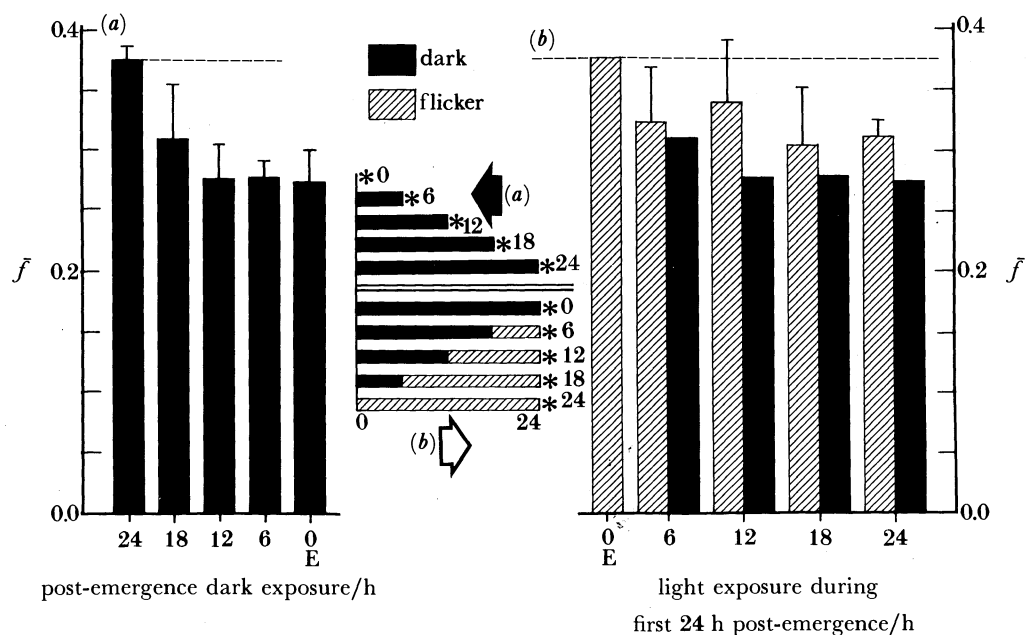 (a)
0.4
0.2
0.0
f̄
24 18 12 6 0
E
post-emergence dark exposure/h
dark
flicker
*0
*6
(a)
*12
*18
*24
*0
*6
*12
*18
*24
0 24
(b)
(b)
0.4
0.2
0.0
f̄
0 6 12 18 24
E
light exposure during
first 24 h post-emergence/h